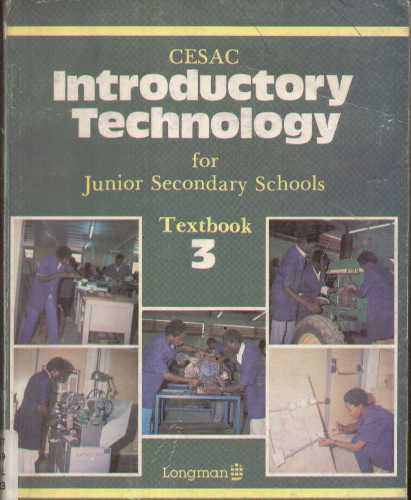 CESAC
Introductory
Technology
for
Junior Secondary Schools
Textbook
3
Longman